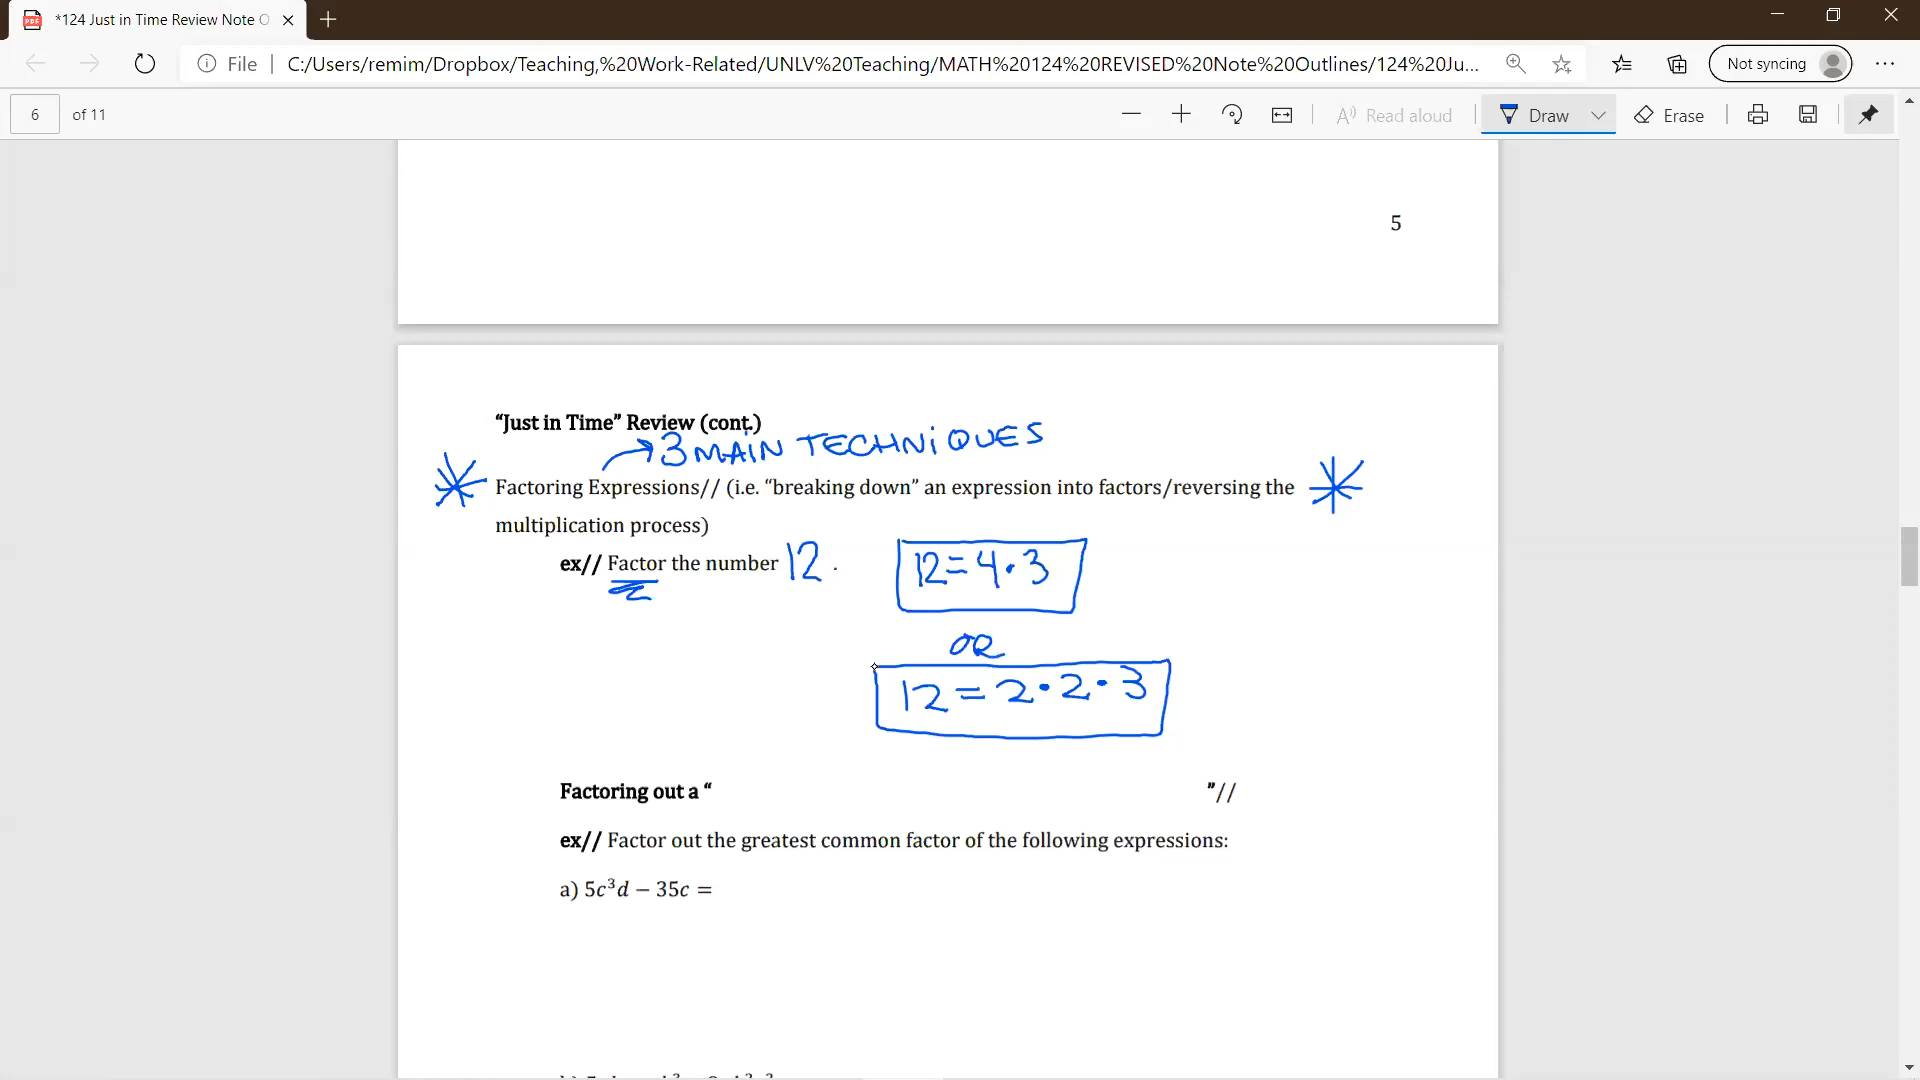 *124 Just in Time Review Note O
File | C:/Users/remim/Dropbox/Teaching,%20Work-Related/UNLV%20Teaching/MATH%20124%20REVISED%20Note%20Outlines/124%20Ju...
Not syncing
6 of 11
Read aloud
Draw
Erase
5
“Just in Time” Review (cont.)
3 MAIN TECHNIQUES
Factoring Expressions// (i.e. “breaking down” an expression into factors/reversing the
multiplication process)
ex// Factor the number 12 .
12 = 4 • 3
OR
12 = 2 • 2 • 3
Factoring out a “ ”//
ex// Factor out the greatest common factor of the following expressions:
a) 5c³d − 35c =